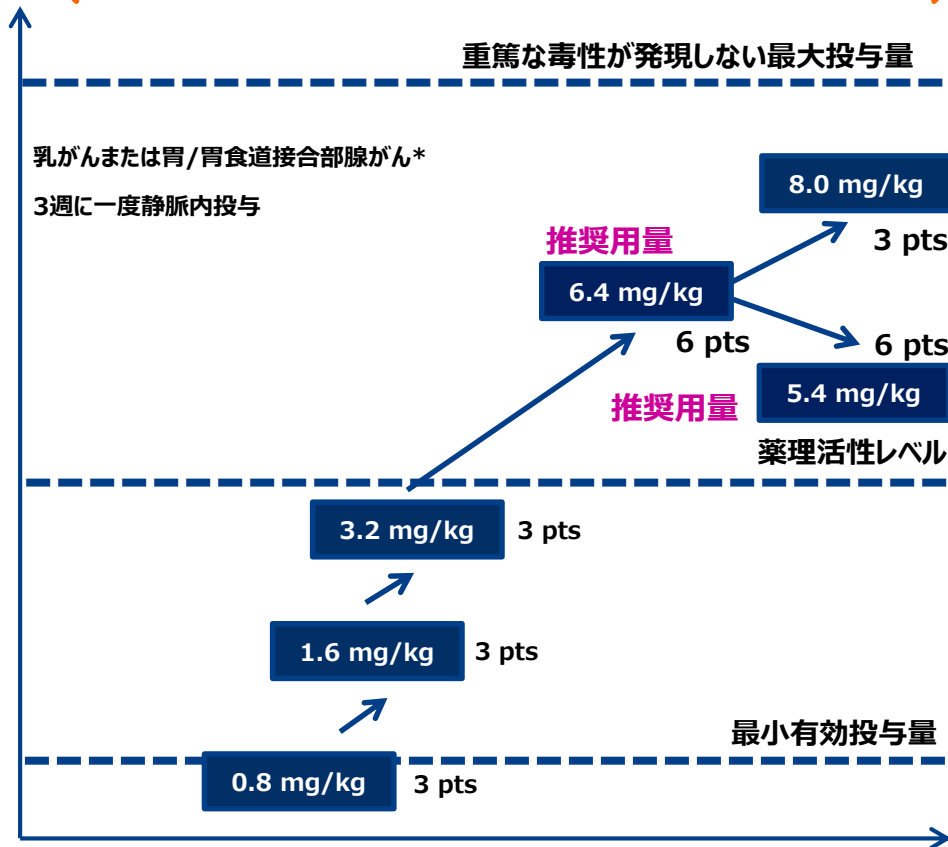 重篤な毒性が発現しない最大投与量
乳がんまたは胃/胃食道接合部腺がん*
3週に一度静脈内投与
8.0 mg/kg
3 pts
推奨用量
6.4 mg/kg
6 pts
6 pts
推奨用量
5.4 mg/kg
薬理活性レベル
3.2 mg/kg
3 pts
1.6 mg/kg
3 pts
最小有効投与量
0.8 mg/kg
3 pts